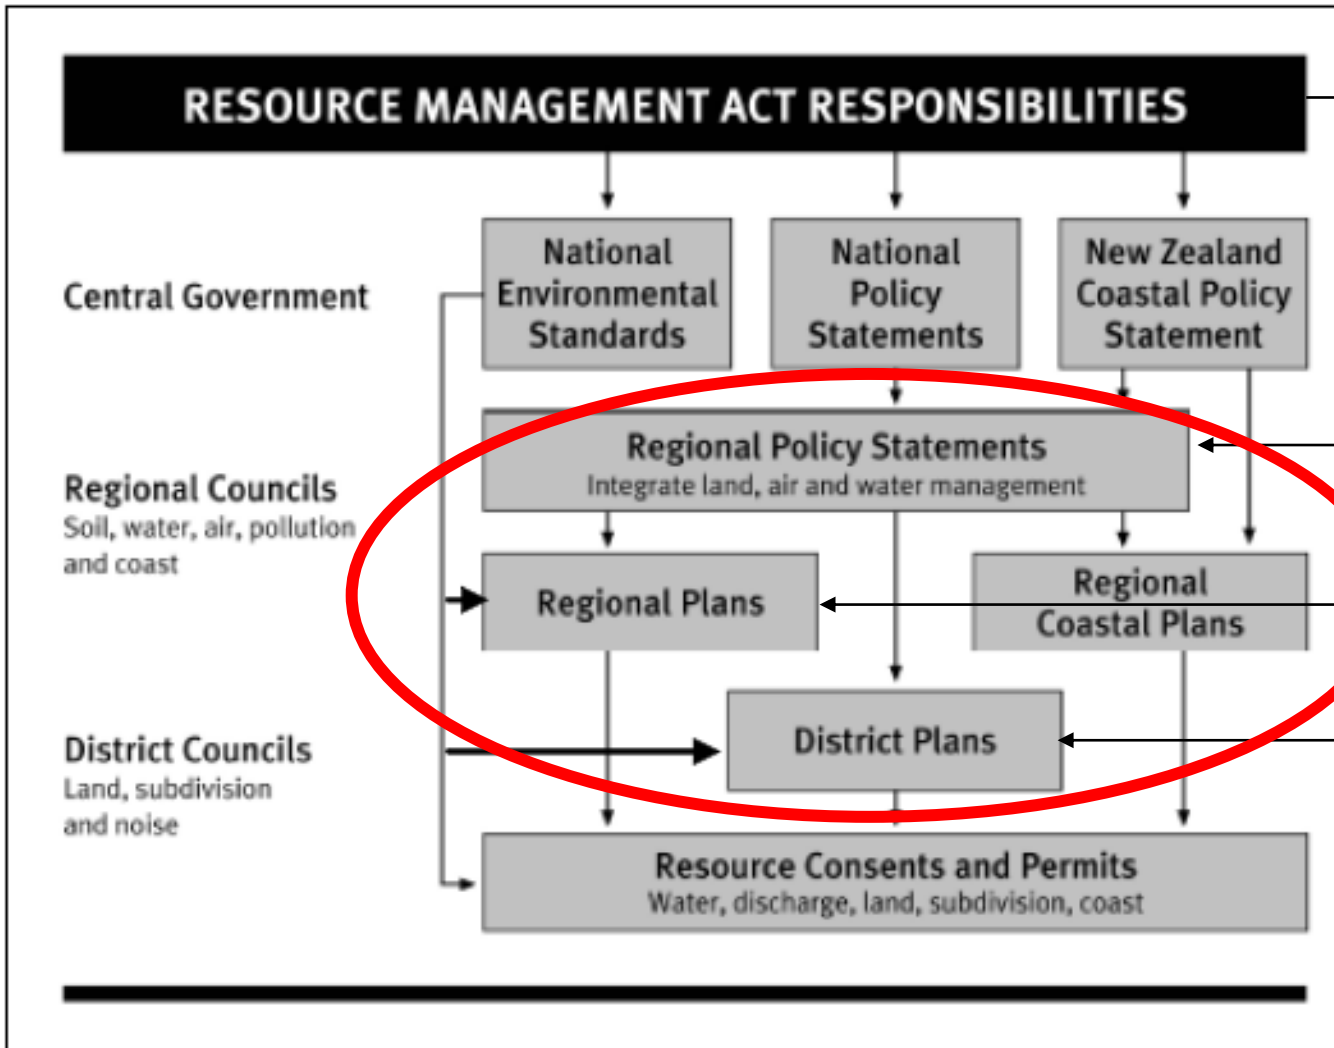 RESOURCE MANAGEMENT ACT RESPONSIBILITIES
Central Government
National
Environmental
Standards
National
Policy
Statements
New Zealand
Coastal Policy
Statement
Regional Councils
Soil, water, air, pollution
and coast
Regional Policy Statements
Integrate land, air and water management
Regional Plans
Regional
Coastal Plans
District Councils
Land, subdivision
and noise
District Plans
Resource Consents and Permits
Water, discharge, land, subdivision, coast